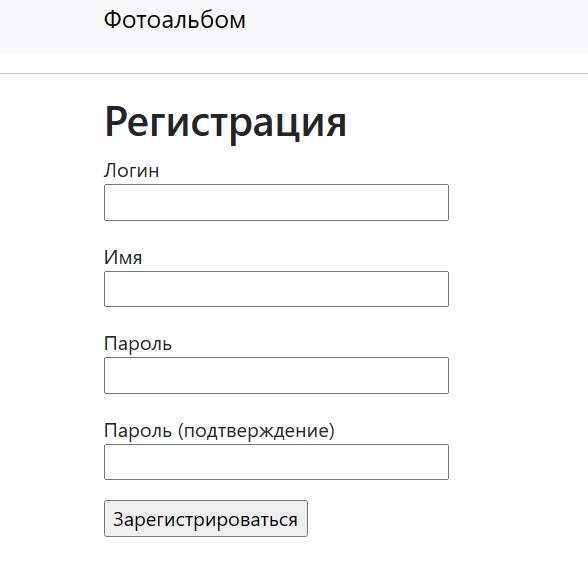 Фотоальбом
Регистрация
Логин
Имя
Пароль
Пароль (подтверждение)
Зарегистрироваться